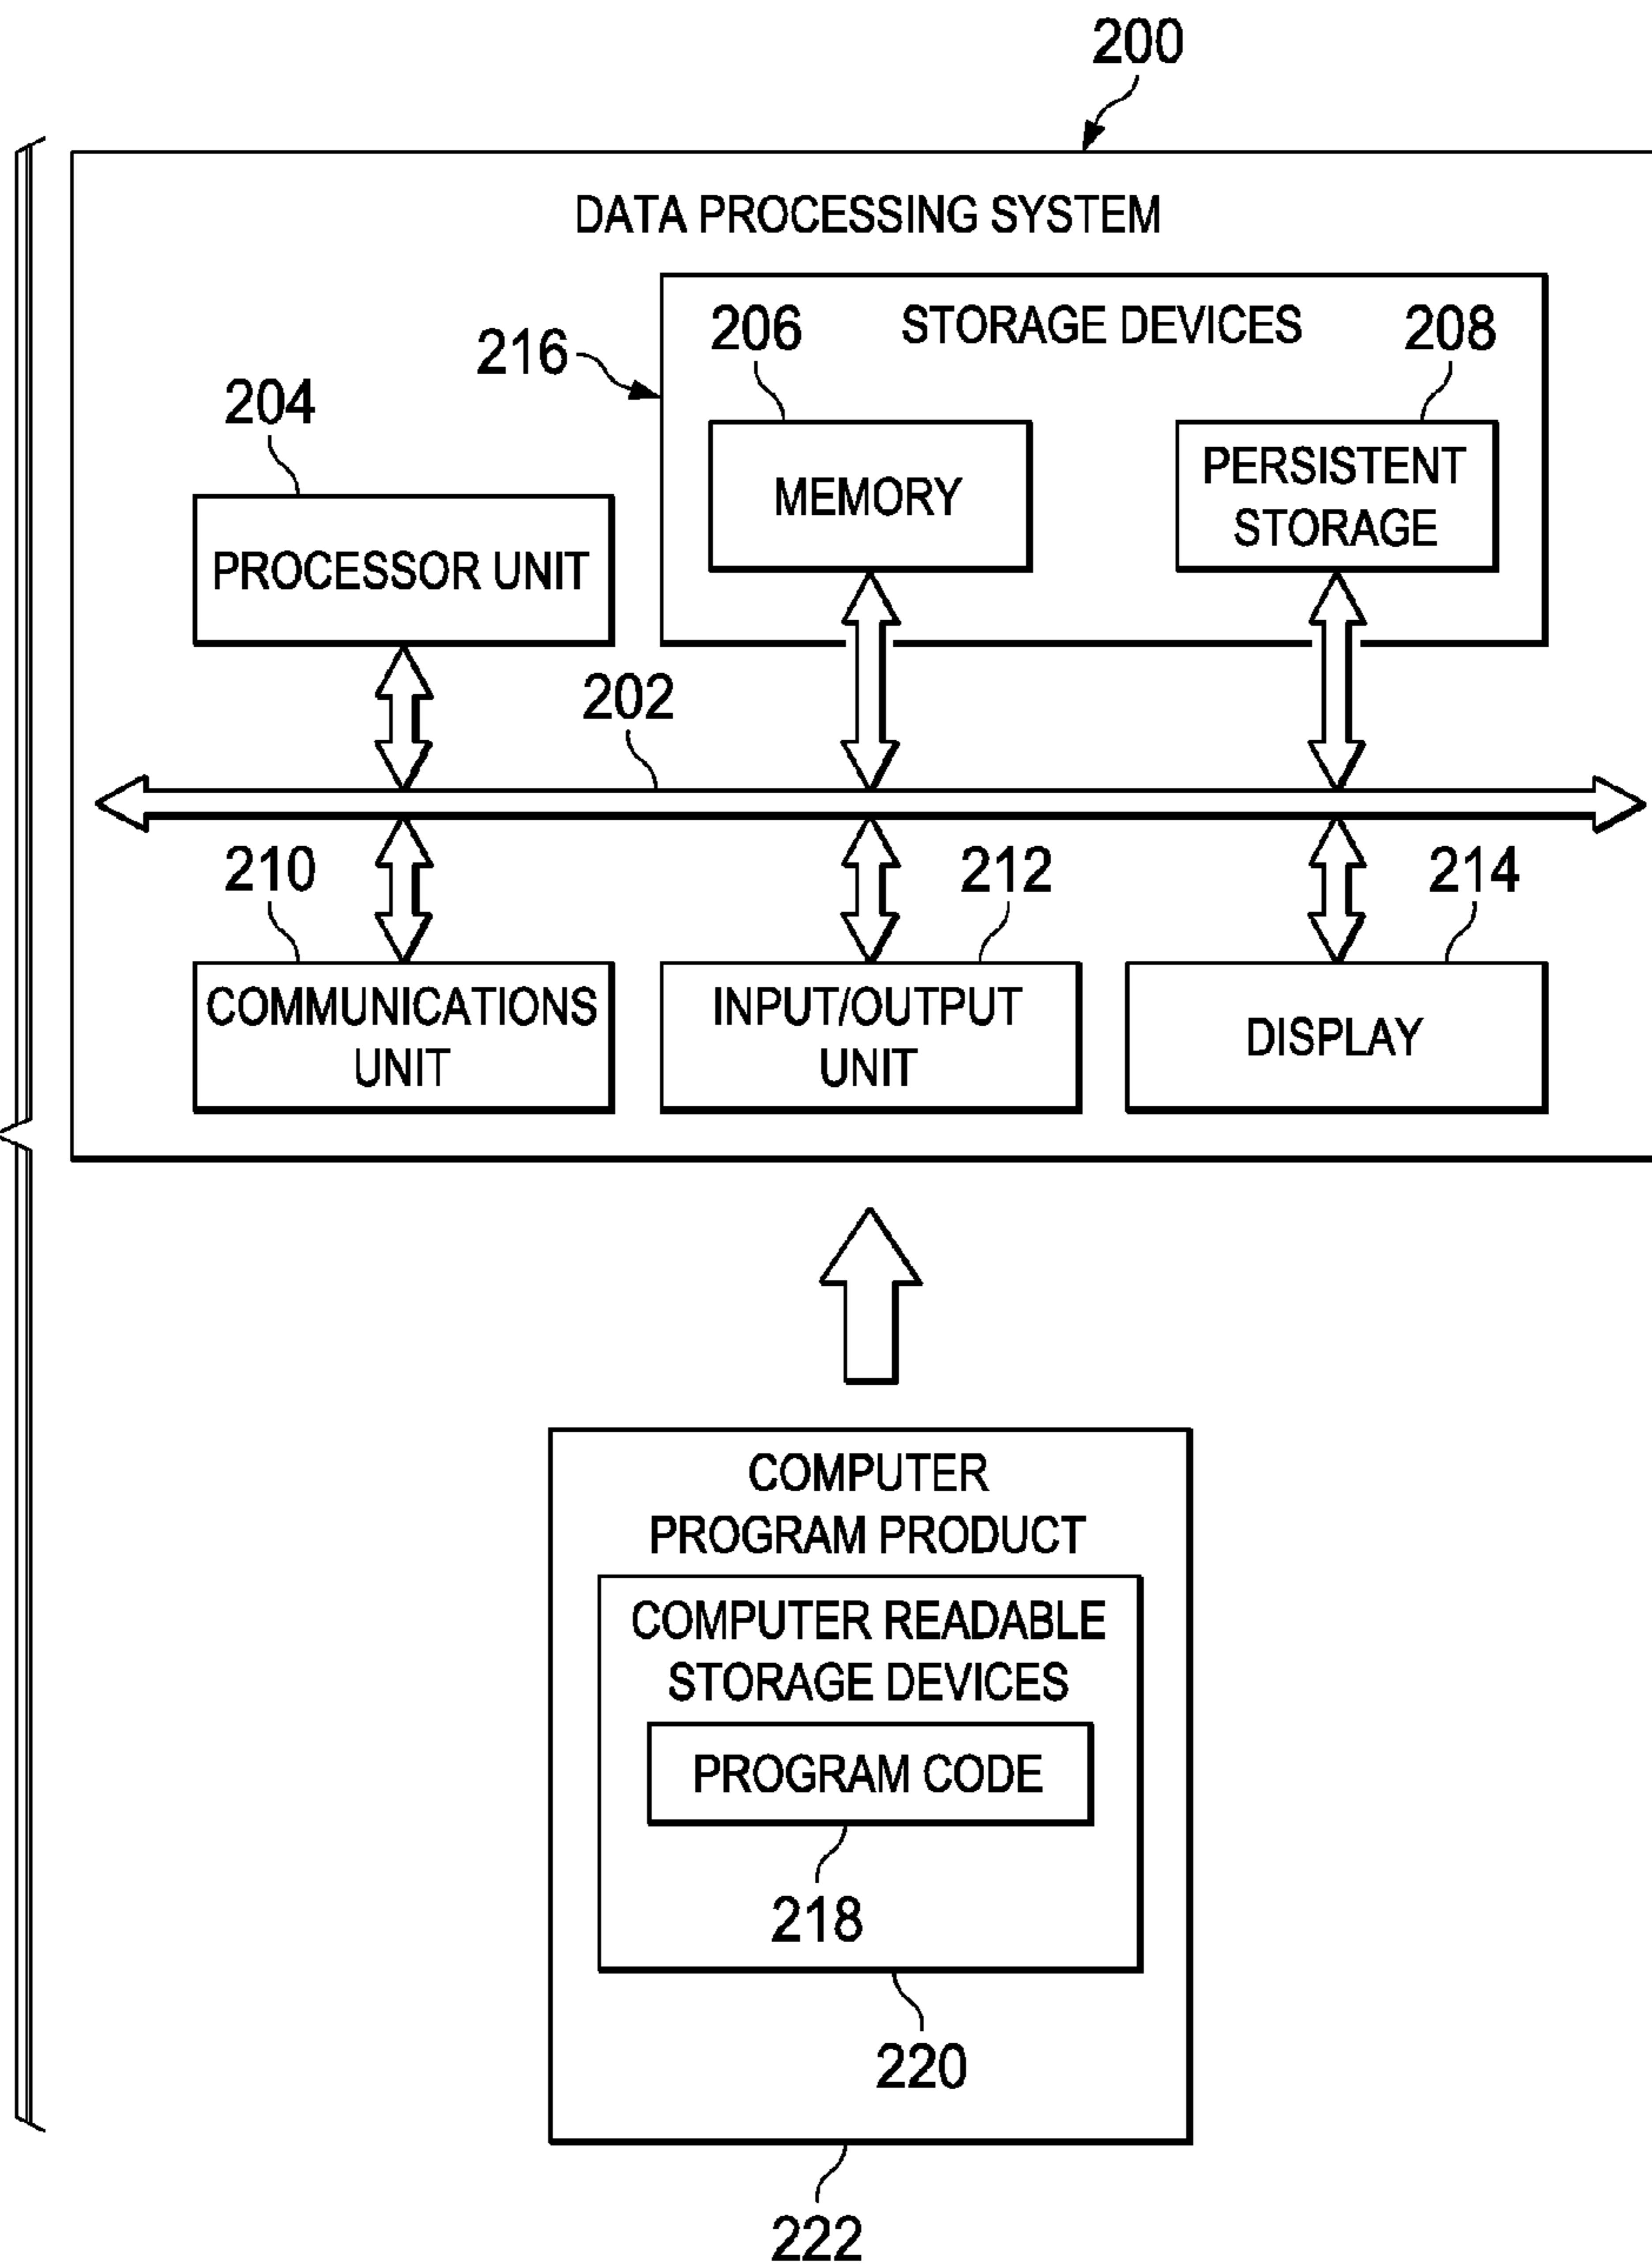 200
DATA PROCESSING SYSTEM
206
STORAGE DEVICES
208
216
204
MEMORY
PERSISTENT
STORAGE
PROCESSOR UNIT
202
210
212
214
COMMUNICATIONS
UNIT
INPUT/OUTPUT
UNIT
DISPLAY
COMPUTER
PROGRAM PRODUCT
COMPUTER READABLE
STORAGE DEVICES
PROGRAM CODE
218
220
222